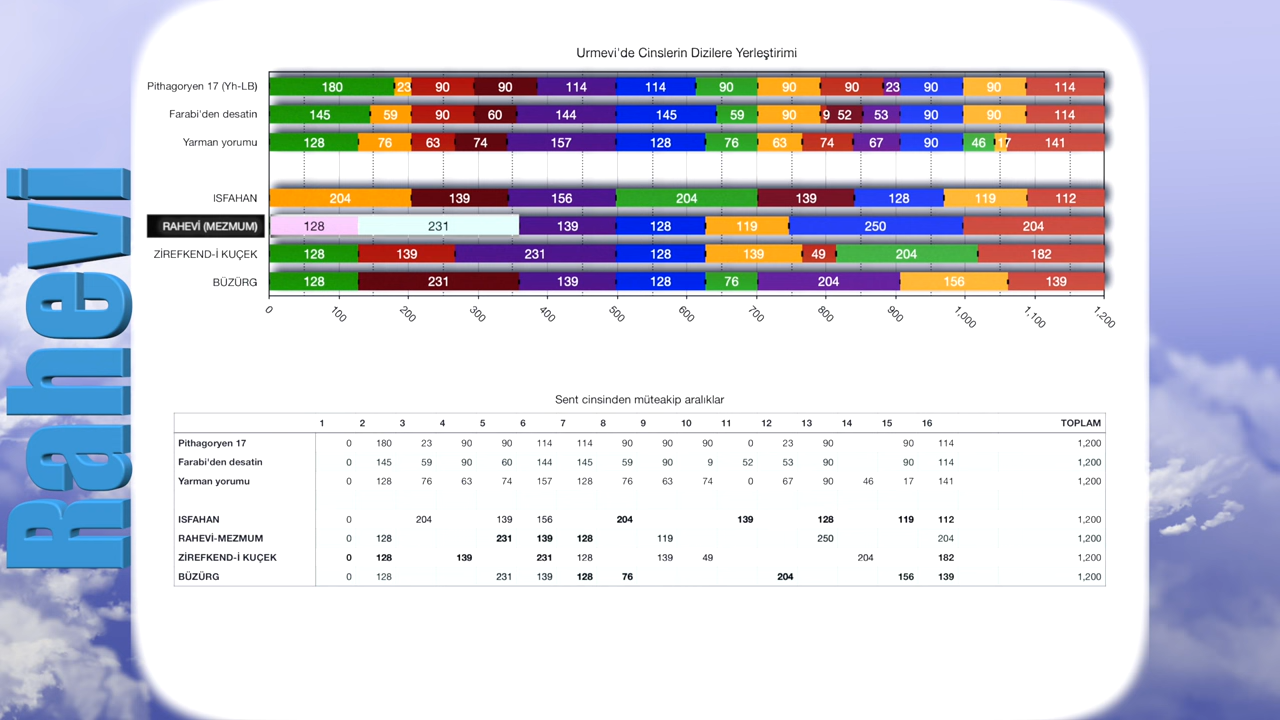 Rahevi
Urmevi'de Cinslerin Dizilere Yerleştirimi
Pithagoryen 17 (Yh-LB) 180 23 90 90 114 114 90 90 90 23 90 90 114
Farabi'den desatin 145 59 90 60 144 145 59 90 9 52 53 90 90 114
Yarman yorumu 128 76 63 74 157 128 76 63 74 67 90 46 17 141
ISFAHAN 204 139 156 204 139 128 119 112
RAHEVİ (MEZMUM) 128 231 139 128 119 250 204
ZİREFKEND-İ KUÇEK 128 139 231 128 139 49 204 182
BÜZÜRG 128 231 139 128 76 204 156 139
0 100 200 300 400 500 600 700 800 900 1,000 1,100 1,200
Sent cinsinden müteakip aralıklar
1 2 3 4 5 6 7 8 9 10 11 12 13 14 15 16 TOPLAM
Pithagoryen 17 0 180 23 90 90 114 114 90 90 90 0 23 90 90 114 1,200
Farabi'den desatin 0 145 59 90 60 144 145 59 90 9 52 53 90 90 114 1,200
Yarman yorumu 0 128 76 63 74 157 128 76 63 74 0 67 90 46 17 141 1,200
ISFAHAN 0 204 139 156 204 139 128 119 112 1,200
RAHEVİ-MEZMUM 0 128 231 139 128 119 250 204 1,200
ZİREFKEND-İ KUÇEK 0 128 139 231 128 139 49 204 182 1,200
BÜZÜRG 0 128 231 139 128 76 204 156 139 1,200